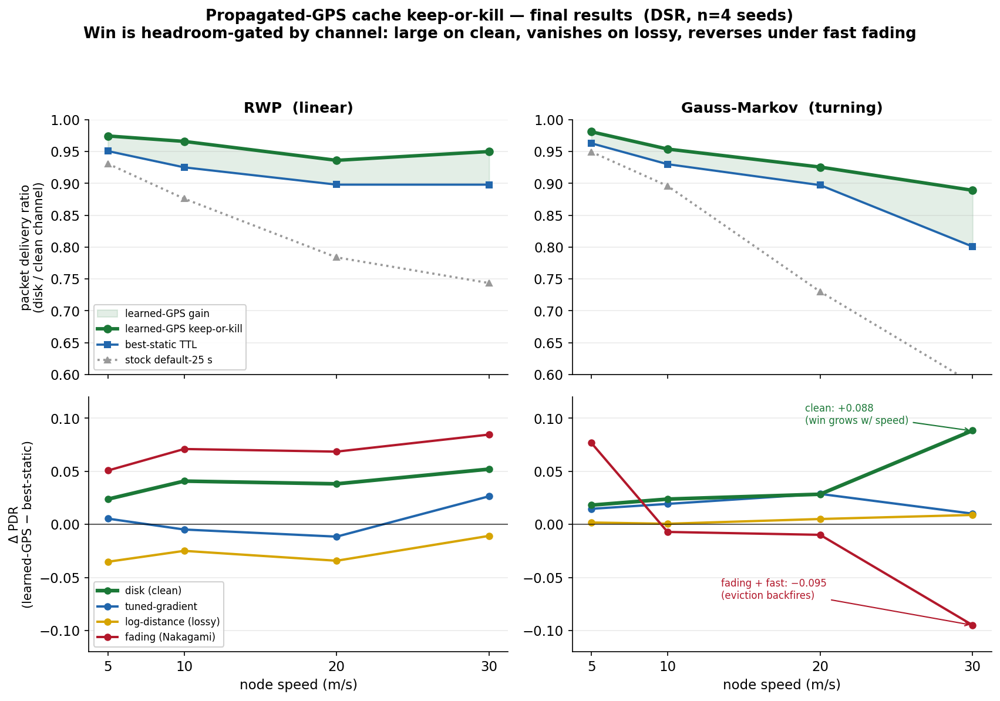 Propagated-GPS cache keep-or-kill — final results  (DSR, n=4 seeds)
Win is headroom-gated by channel: large on clean, vanishes on lossy, reverses under fast fading
RWP  (linear)
packet delivery ratio
(disk / clean channel)
1.00
0.95
0.90
0.85
0.80
0.75
0.70
0.65
0.60
learned-GPS gain
learned-GPS keep-or-kill
best-static TTL
stock default-25 s
Gauss-Markov  (turning)
1.00
0.95
0.90
0.85
0.80
0.75
0.70
0.65
0.60
Δ PDR
(learned-GPS − best-static)
0.10
0.05
0.00
−0.05
−0.10
disk (clean)
tuned-gradient
log-distance (lossy)
fading (Nakagami)
5 10 20 30
node speed (m/s)
0.10
0.05
0.00
−0.05
−0.10
clean: +0.088
(win grows w/ speed)
fading + fast: −0.095
(eviction backfires)
5 10 20 30
node speed (m/s)